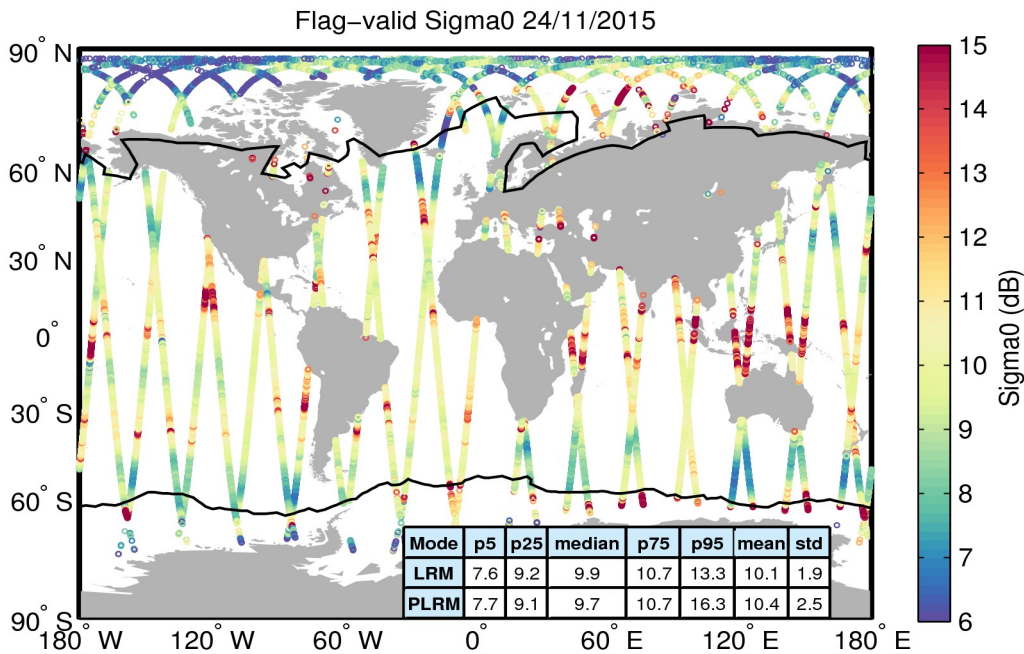 Flag−valid Sigma0 24/11/2015
90° N
60° N
30° N
0°
30° S
60° S
90° S
180° W
120° W
60° W
0°
60° E
120° E
180° E
Mode p5 p25 median p75 p95 mean std
LRM 7.6 9.2 9.9 10.7 13.3 10.1 1.9
PLRM 7.7 9.1 9.7 10.7 16.3 10.4 2.5
15
14
13
12
11
10
9
8
7
6
Sigma0 (dB)